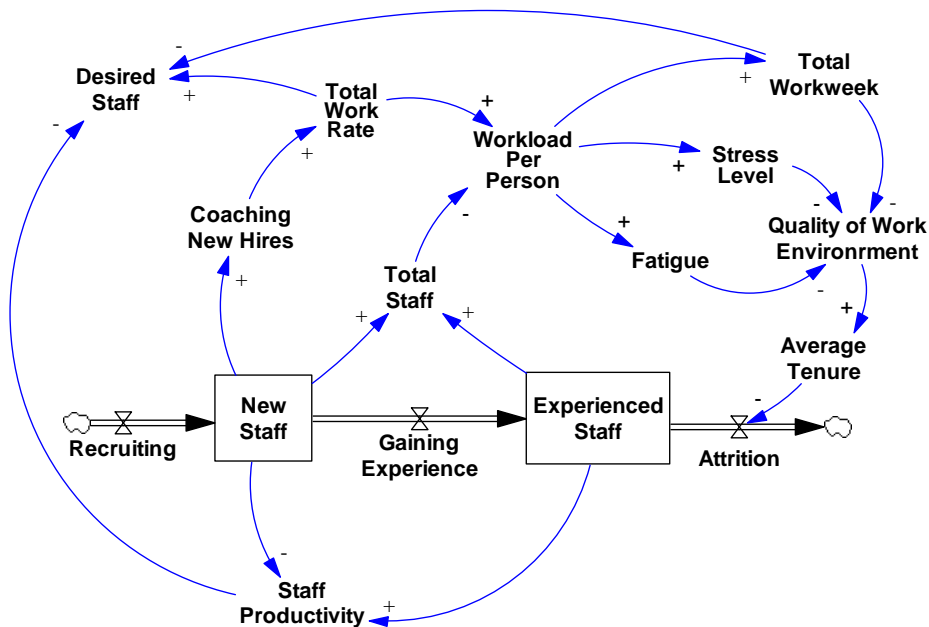 Desired
Staff
-
+
-
Total
Work
Rate
+
+
Workload
Per
Person
-
+
Total
Workweek
+
Stress
Level
-
-
Quality of Work
Environrment
+
Fatigue
-
+
Average
Tenure
-
Coaching
New Hires
+
Total
Staff
+
+
New
Staff
Experienced
Staff
Recruiting
Gaining
Experience
Attrition
-
Staff
Productivity
+